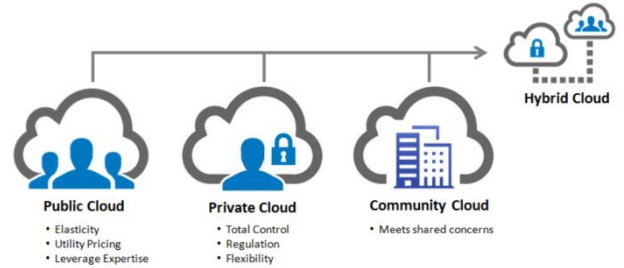 Hybrid Cloud
Public Cloud
• Elasticity
• Utility Pricing
• Leverage Expertise
Private Cloud
• Total Control
• Regulation
• Flexibility
Community Cloud
• Meets shared concerns